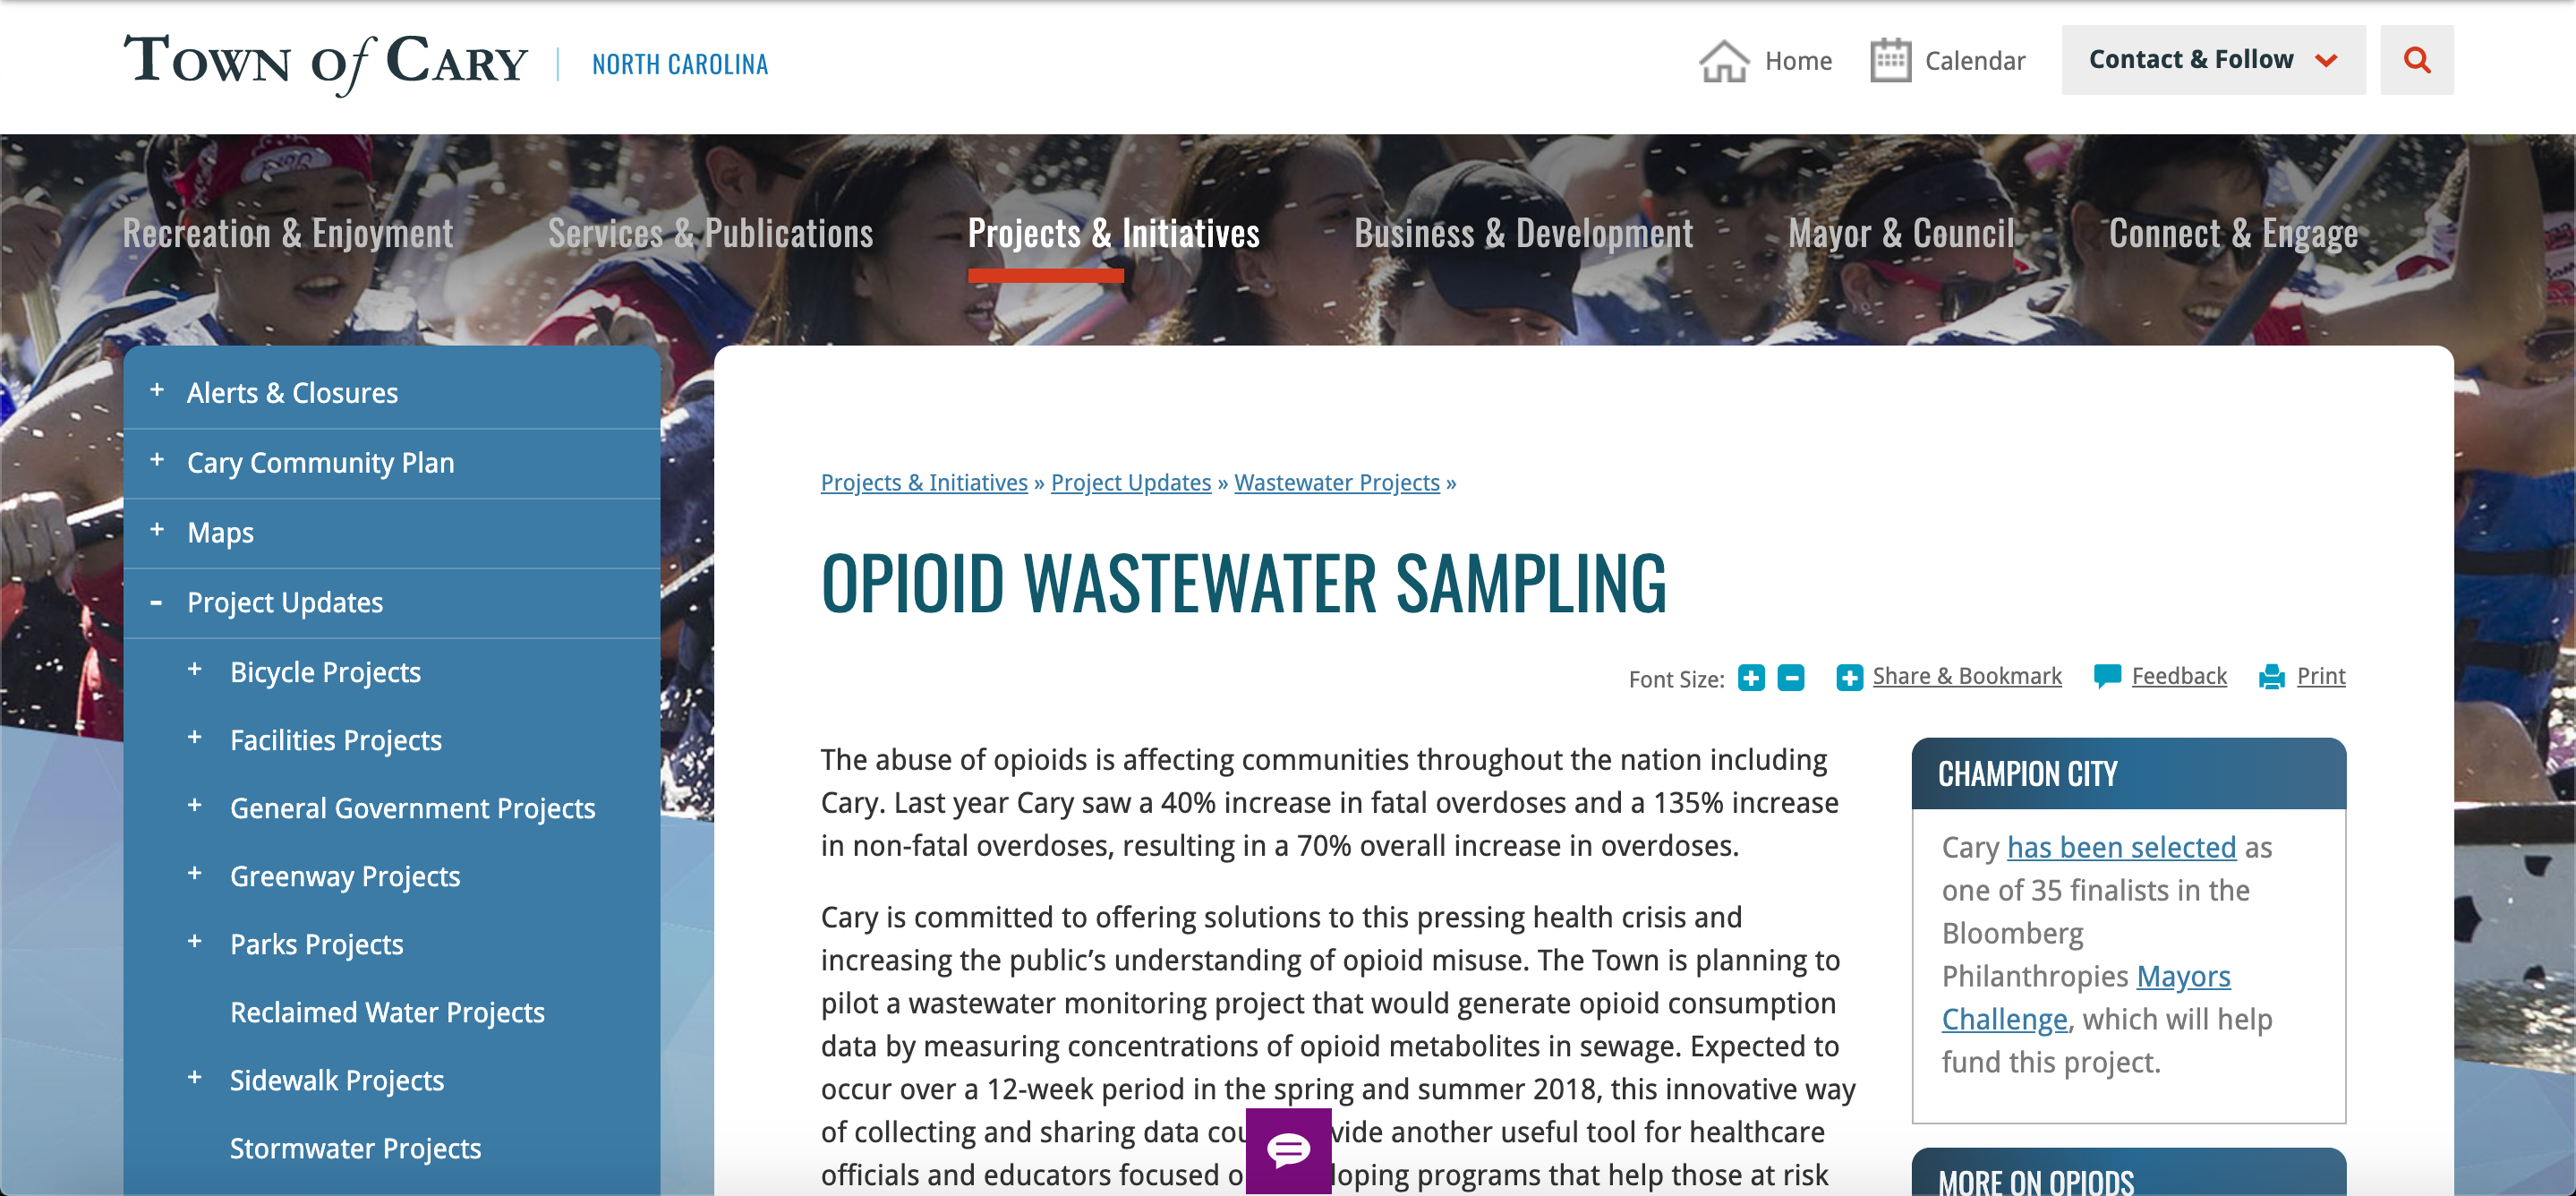 Town of Cary
NORTH CAROLINA
Home
Calendar
Contact & Follow
Recreation & Enjoyment
Services & Publications
Projects & Initiatives
Business & Development
Mayor & Council
Connect & Engage
+ Alerts & Closures
+ Cary Community Plan
+ Maps
- Project Updates
+ Bicycle Projects
+ Facilities Projects
+ General Government Projects
+ Greenway Projects
+ Parks Projects
Reclaimed Water Projects
+ Sidewalk Projects
Stormwater Projects
Projects & Initiatives » Project Updates » Wastewater Projects »
OPIOID WASTEWATER SAMPLING
Font Size: + - + Share & Bookmark Feedback Print
The abuse of opioids is affecting communities throughout the nation including
Cary. Last year Cary saw a 40% increase in fatal overdoses and a 135% increase
in non-fatal overdoses, resulting in a 70% overall increase in overdoses.
Cary is committed to offering solutions to this pressing health crisis and
increasing the public’s understanding of opioid misuse. The Town is planning to
pilot a wastewater monitoring project that would generate opioid consumption
data by measuring concentrations of opioid metabolites in sewage. Expected to
occur over a 12-week period in the spring and summer 2018, this innovative way
of collecting and sharing data cou vide another useful tool for healthcare
officials and educators focused o loping programs that help those at risk
CHAMPION CITY
Cary has been selected as
one of 35 finalists in the
Bloomberg
Philanthropies Mayors
Challenge, which will help
fund this project.
MORE ON OPIODS